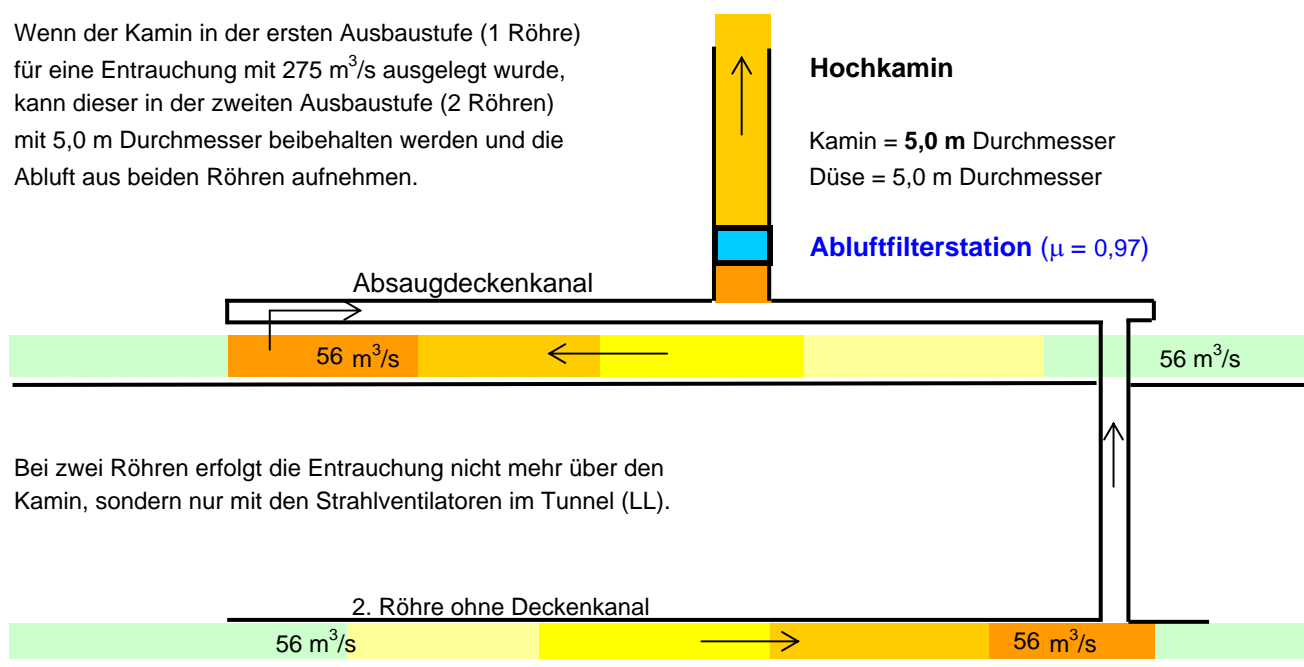 Wenn der Kamin in der ersten Ausbaustufe (1 Röhre)
für eine Entrauchung mit 275 m³/s ausgelegt wurde,
kann dieser in der zweiten Ausbaustufe (2 Röhren)
mit 5,0 m Durchmesser beibehalten werden und die
Abluft aus beiden Röhren aufnehmen.
Hochkamin
Kamin = 5,0 m Durchmesser
Düse = 5,0 m Durchmesser
Abluftfilterstation (μ = 0,97)
Absaugdeckenkanal
56 m³/s
56 m³/s
Bei zwei Röhren erfolgt die Entrauchung nicht mehr über den
Kamin, sondern nur mit den Strahlventilatoren im Tunnel (LL).
2. Röhre ohne Deckenkanal
56 m³/s
56 m³/s